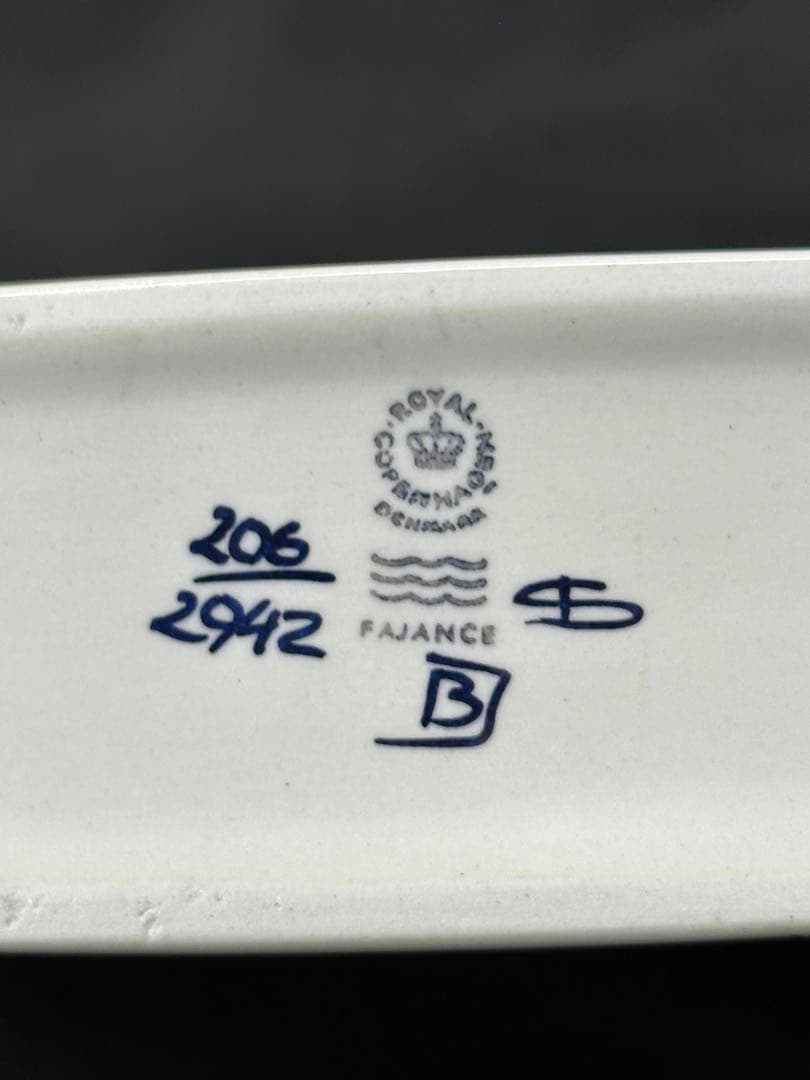 ROYAL
COPENHAGEN
DENMARK
206
2942
FAJANCE
B